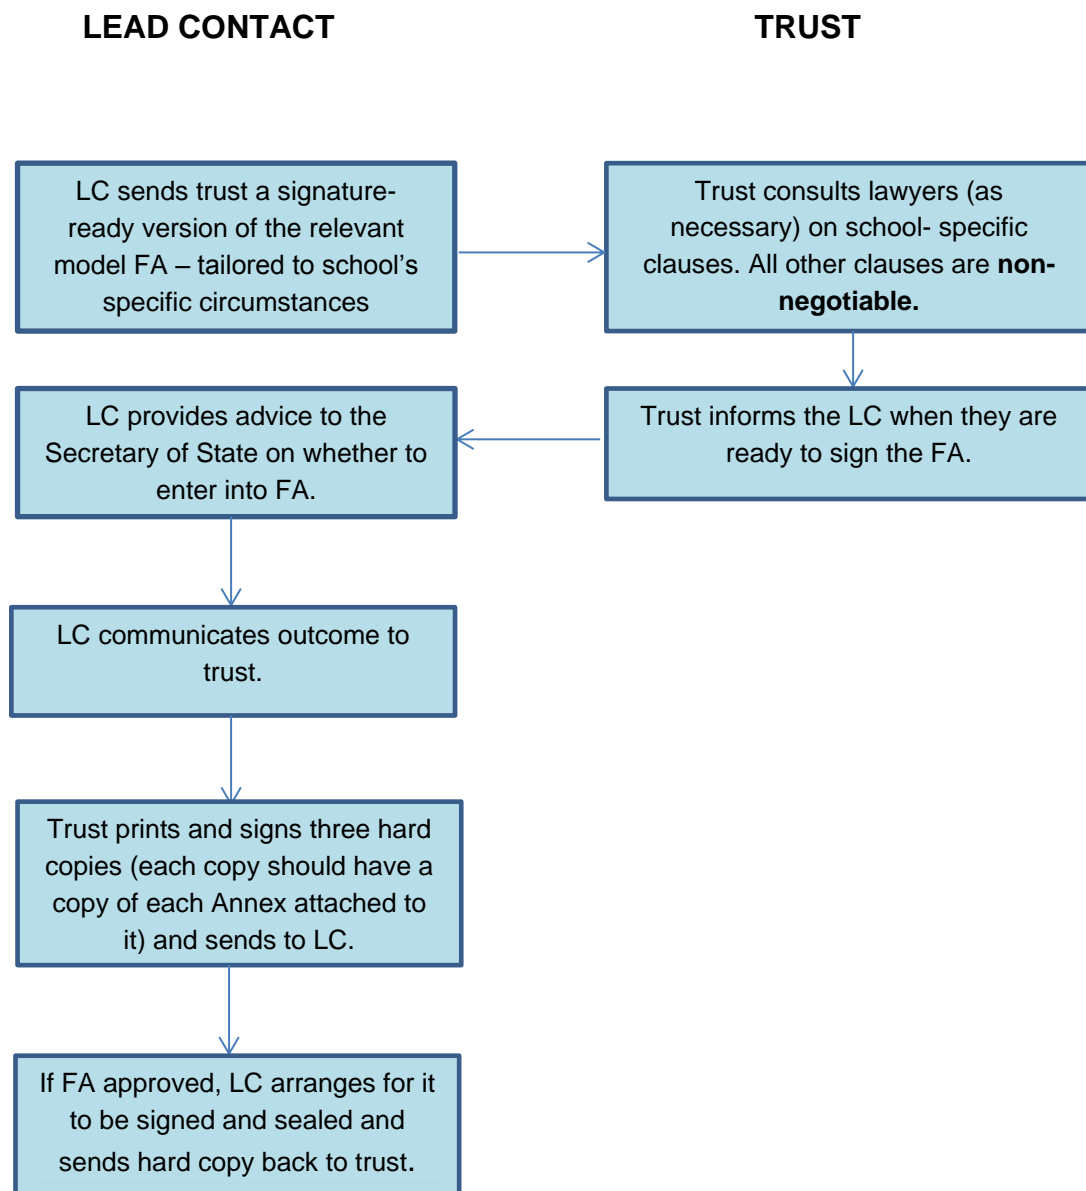 LEAD CONTACT
TRUST
LC sends trust a signature-
ready version of the relevant
model FA – tailored to school’s
specific circumstances
Trust consults lawyers (as
necessary) on school- specific
clauses. All other clauses are non-
negotiable.
Trust informs the LC when they are
ready to sign the FA.
LC provides advice to the
Secretary of State on whether to
enter into FA.
LC communicates outcome to
trust.
Trust prints and signs three hard
copies (each copy should have a
copy of each Annex attached to
it) and sends to LC.
If FA approved, LC arranges for it
to be signed and sealed and
sends hard copy back to trust.